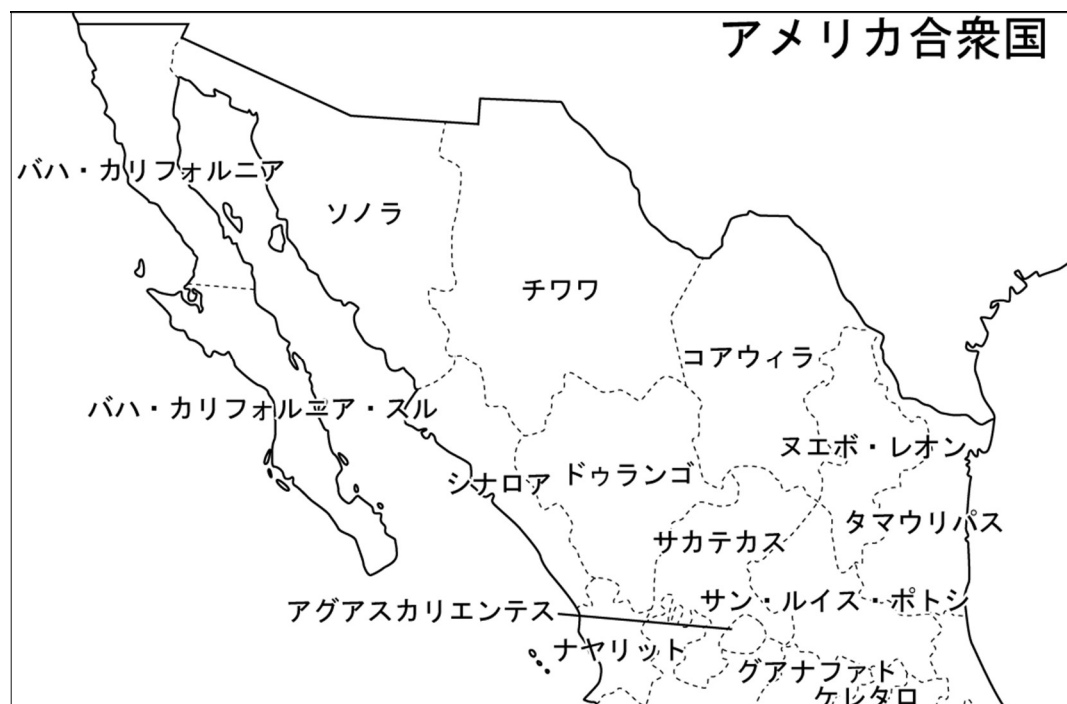 アメリカ合衆国
バハ・カリフォルニア
ソノラ
チワワ
コアウィラ
バハ・カリフォルニア・スル
ヌエボ・レオン
シナロア
ドゥランゴ
タマウリパス
サカテカス
サン・ルイス・ポトシ
アグアスカリエンテス
ナヤリット
グアナファト
ケレタロ